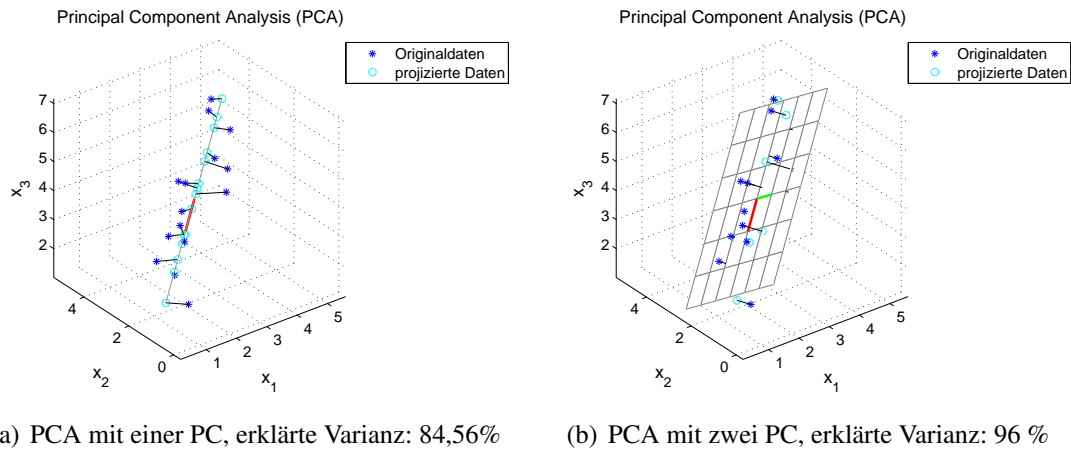 Principal Component Analysis (PCA)
Originaldaten
projizierte Daten
7
6
5
4
3
2
x3
4
2
0
x2
1
2
3
4
5
x1
Principal Component Analysis (PCA)
Originaldaten
projizierte Daten
7
6
5
4
3
2
x3
4
2
0
x2
1
2
3
4
5
x1
a) PCA mit einer PC, erklärte Varianz: 84,56%
(b) PCA mit zwei PC, erklärte Varianz: 96 %